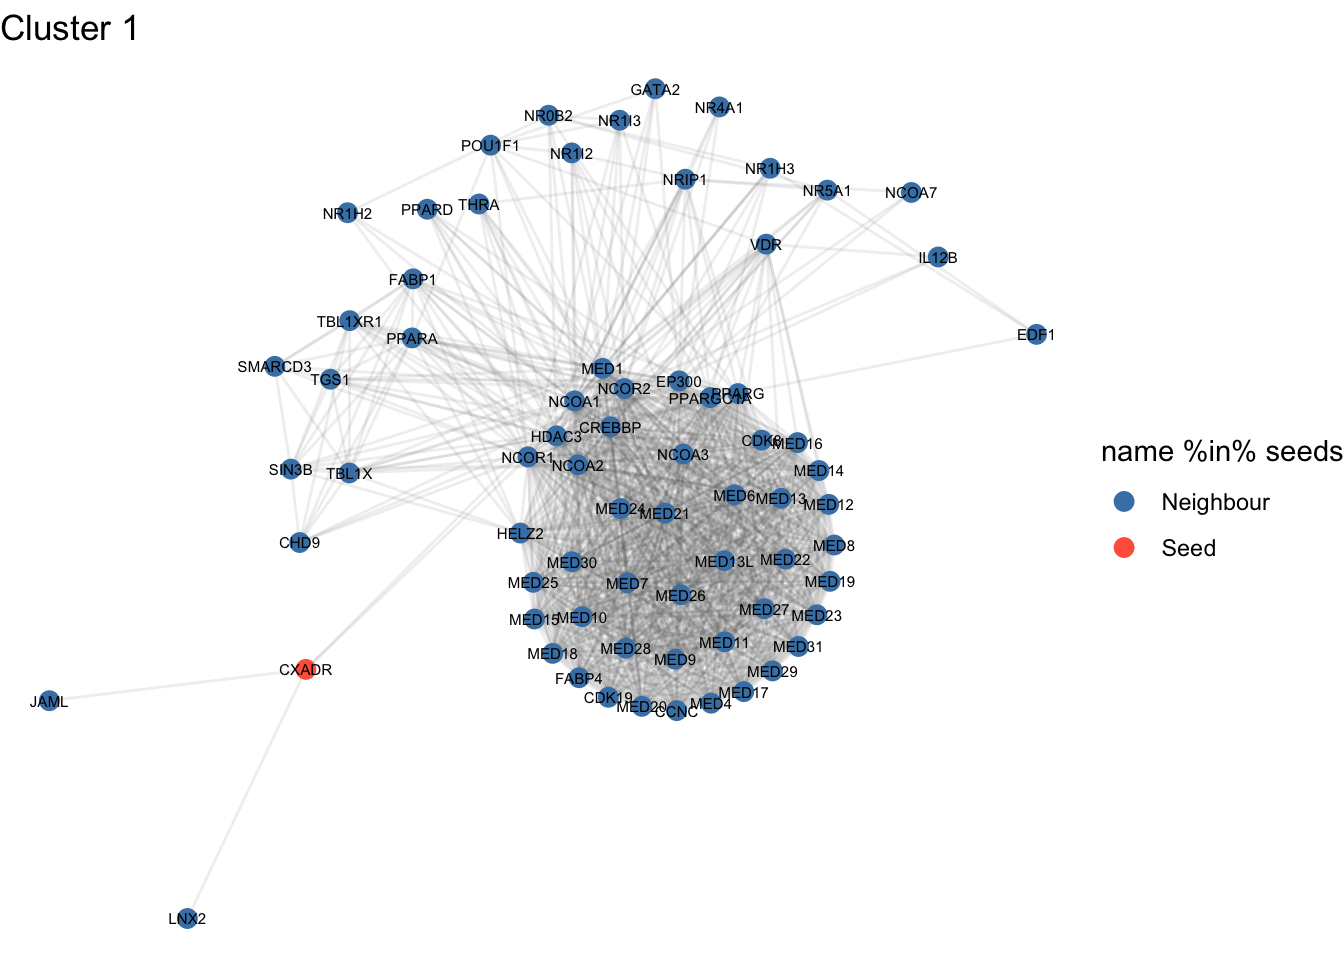 Cluster 1
GATA2
NR4A1
NR0B2
NR1I3
POU1F1
NR1I2
NR1H3
NRIP1
NR5A1
NCOA7
NR1H2
PPARD
THRA
VDR
IL12B
FABP1
TBL1XR1
EDF1
PPARA
SMARCD3
MED1
TGS1
EP300
NCOR2
PPARG
PPARGC1A
NCOA1
CREBBP
HDAC3
CDK8
MED16
name %in% seeds
NCOR1
NCOA3
NCOA2
SIN3B
TBL1X
MED14
MED6
MED13
MED12
Neighbour
MED24
MED21
HELZ2
CHD9
MED8
Seed
MED30
MED13L
MED22
MED25
MED7
MED19
MED26
MED27
MED15
MED10
MED23
MED28
MED11
MED31
MED18
MED9
CXADR
MED29
FABP4
CDK19
MED17
JAML
MED20
MED4
CCNC
LNX2